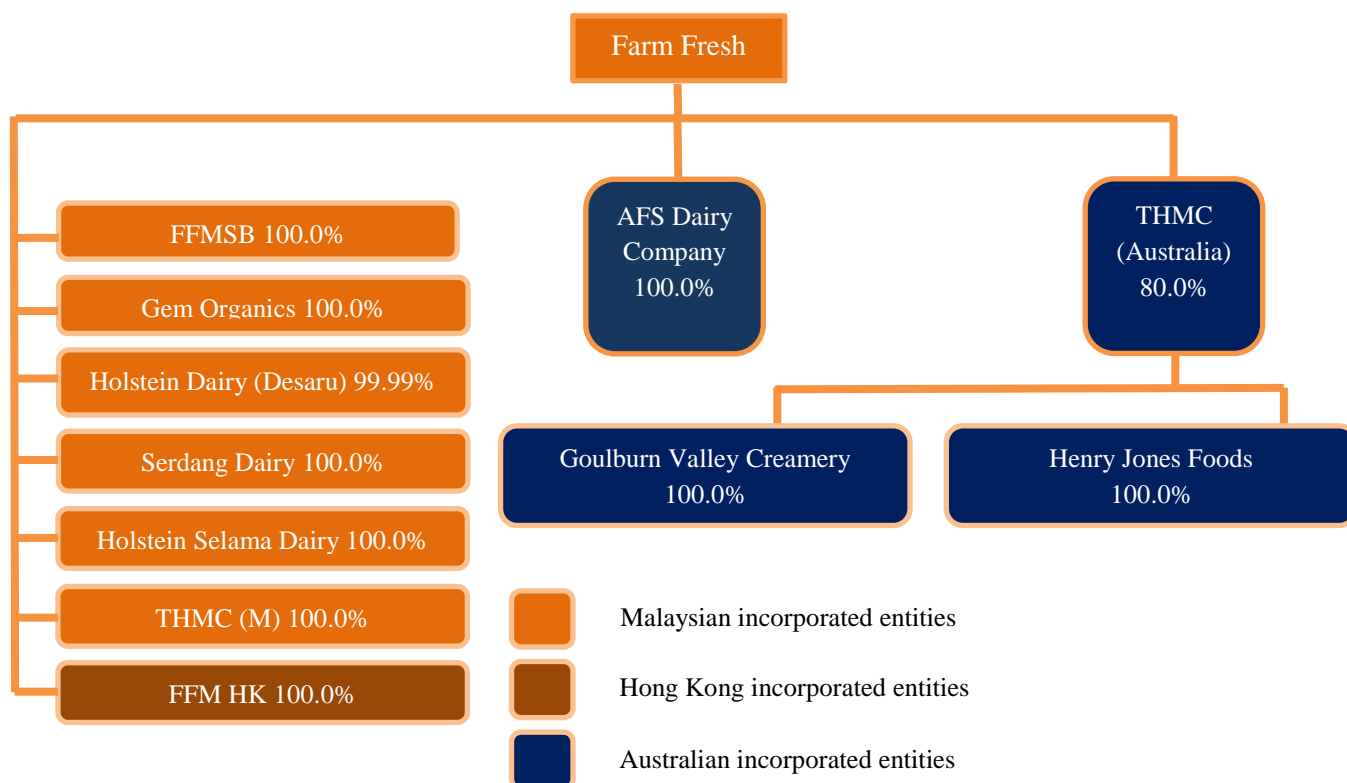 Farm Fresh
FFMSB 100.0%
Gem Organics 100.0%
Holstein Dairy (Desaru) 99.99%
Serdang Dairy 100.0%
Holstein Selama Dairy 100.0%
THMC (M) 100.0%
FFM HK 100.0%
AFS Dairy
Company
100.0%
THMC
(Australia)
80.0%
Goulburn Valley Creamery
100.0%
Henry Jones Foods
100.0%
Malaysian incorporated entities
Hong Kong incorporated entities
Australian incorporated entities